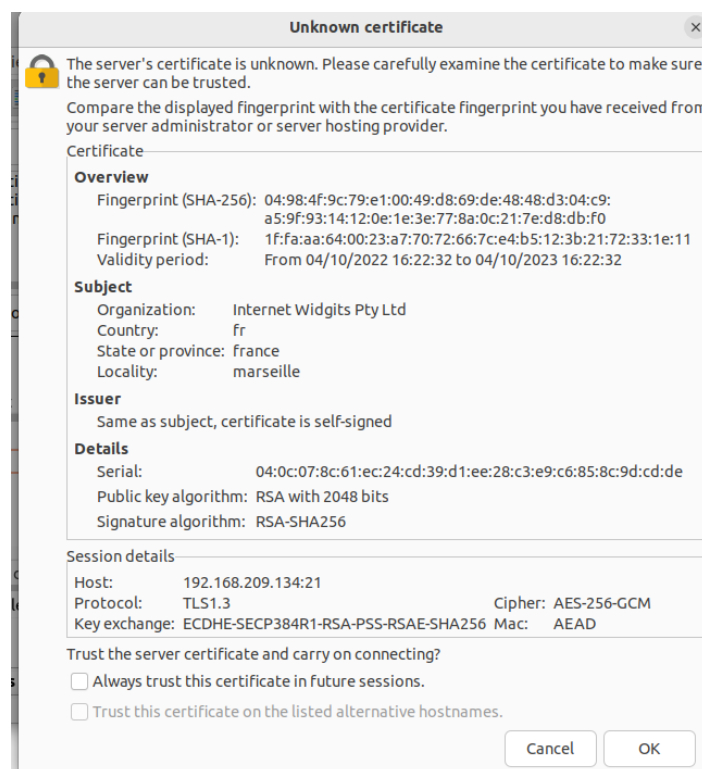 Unknown certificate
The server's certificate is unknown. Please carefully examine the certificate to make sure
the server can be trusted.
Compare the displayed fingerprint with the certificate fingerprint you have received from
your server administrator or server hosting provider.
Certificate
Overview
Fingerprint (SHA-256): 04:98:4f:9c:79:e1:00:49:d8:69:de:48:48:d3:04:c9:
a5:9f:93:14:12:0e:1e:3e:77:8a:0c:21:7e:d8:db:f0
Fingerprint (SHA-1): 1f:fa:aa:64:00:23:a7:70:72:66:7c:e4:b5:12:3b:21:72:33:1e:11
Validity period: From 04/10/2022 16:22:32 to 04/10/2023 16:22:32
Subject
Organization: Internet Widgits Pty Ltd
Country: fr
State or province: france
Locality: marseille
Issuer
Same as subject, certificate is self-signed
Details
Serial: 04:0c:07:8c:61:ec:24:cd:39:d1:ee:28:c3:e9:c6:85:8c:9d:cd:de
Public key algorithm: RSA with 2048 bits
Signature algorithm: RSA-SHA256
Session details
Host: 192.168.209.134:21
Protocol: TLS1.3 Cipher: AES-256-GCM
Key exchange: ECDHE-SECP384R1-RSA-PSS-RSAE-SHA256 Mac: AEAD
Trust the server certificate and carry on connecting?
Always trust this certificate in future sessions.
Trust this certificate on the listed alternative hostnames.
Cancel OK